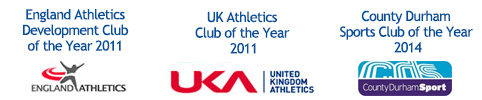 England Athletics
Development Club
of the Year 2011
ENGLAND ATHLETICS
UK Athletics
Club of the Year
2011
UKA
UNITED
KINGDOM
ATHLETICS
County Durham
Sports Club of the Year
2014
cds
CountyDurhamSport